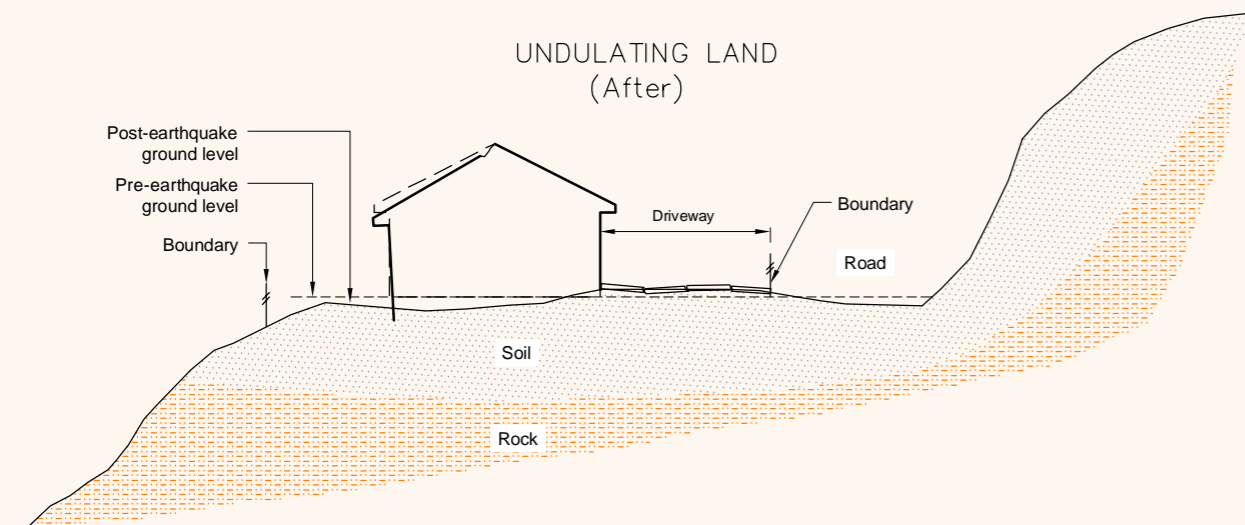 UNDULATING LAND
(After)
Post-earthquake
ground level
Pre-earthquake
ground level
Boundary
Driveway
Boundary
Road
Soil
Rock